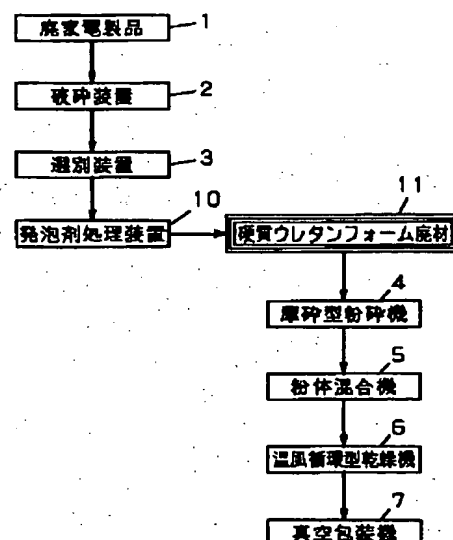 廃家電製品
1
破砕装置
2
選別装置
3
発泡剤処理装置
10
硬質ウレタンフォーム廃材
11
摩砕型粉砕機
4
粉体混合機
5
温風循環型乾燥機
6
真空包装機
7